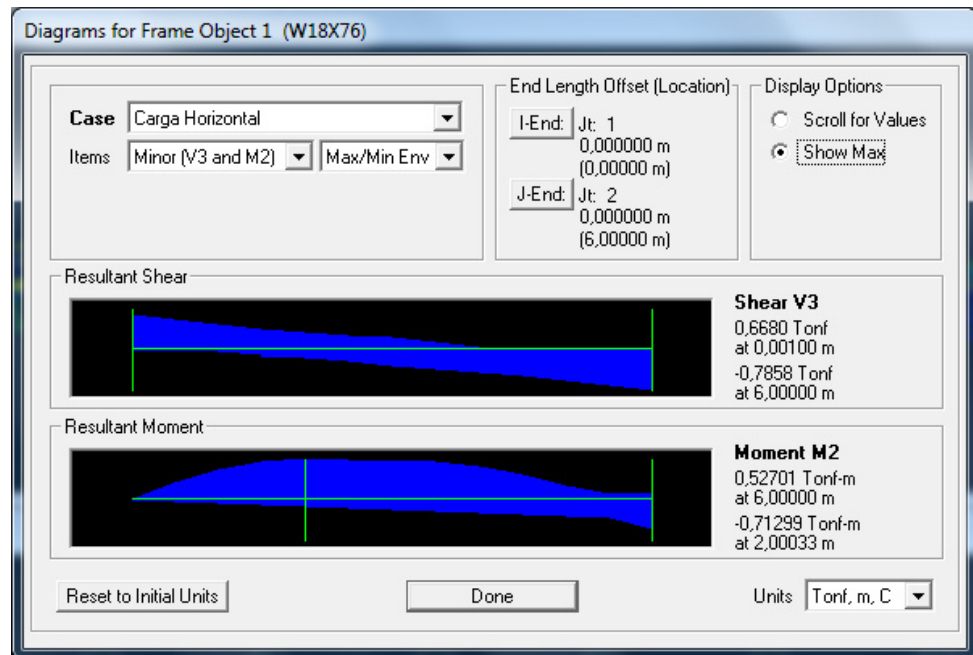 Diagrams for Frame Object 1 (W18X76)
Case Carga Horizontal
Items Minor (V3 and M2) Max/Min Env
End Length Offset (Location)
I-End: Jt: 1
0,000000 m
(0,00000 m)
J-End: Jt: 2
0,000000 m
(6,00000 m)
Display Options
Scroll for Values
Show Max
Resultant Shear
Shear V3
0,6680 Tonf
at 0,00100 m
-0,7858 Tonf
at 6,00000 m
Resultant Moment
Moment M2
0,52701 Tonf-m
at 6,00000 m
-0,71299 Tonf-m
at 2,00033 m
Reset to Initial Units
Done
Units Tonf, m, C